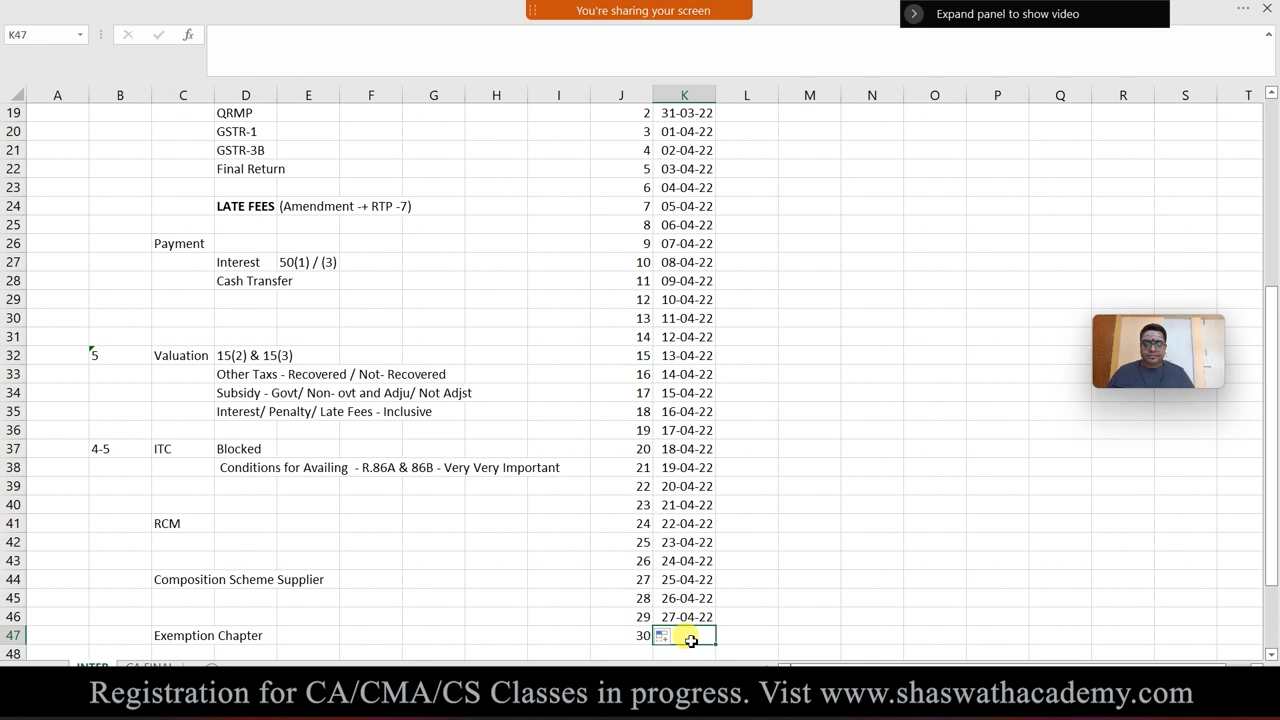 You're sharing your screen
Expand panel to show video
K47
fx
A B C D E F G H I J K L M N O P Q R S T
19 QRMP 2 31-03-22
20 GSTR-1 3 01-04-22
21 GSTR-3B 4 02-04-22
22 Final Return 5 03-04-22
23 6 04-04-22
24 LATE FEES (Amendment -+ RTP -7) 7 05-04-22
25 8 06-04-22
26 Payment 9 07-04-22
27 Interest 50(1) / (3) 10 08-04-22
28 Cash Transfer 11 09-04-22
29 12 10-04-22
30 13 11-04-22
31 14 12-04-22
32 5 Valuation 15(2) & 15(3) 15 13-04-22
33 Other Taxs - Recovered / Not- Recovered 16 14-04-22
34 Subsidy - Govt/ Non- ovt and Adju/ Not Adjst 17 15-04-22
35 Interest/ Penalty/ Late Fees - Inclusive 18 16-04-22
36 19 17-04-22
37 4-5 ITC Blocked 20 18-04-22
38 Conditions for Availing - R.86A & 86B - Very Very Important 21 19-04-22
39 22 20-04-22
40 23 21-04-22
41 RCM 24 22-04-22
42 25 23-04-22
43 26 24-04-22
44 Composition Scheme Supplier 27 25-04-22
45 28 26-04-22
46 29 27-04-22
47 Exemption Chapter 30
48
INTER CA FINAL
Registration for CA/CMA/CS Classes in progress. Vist www.shaswathacademy.com